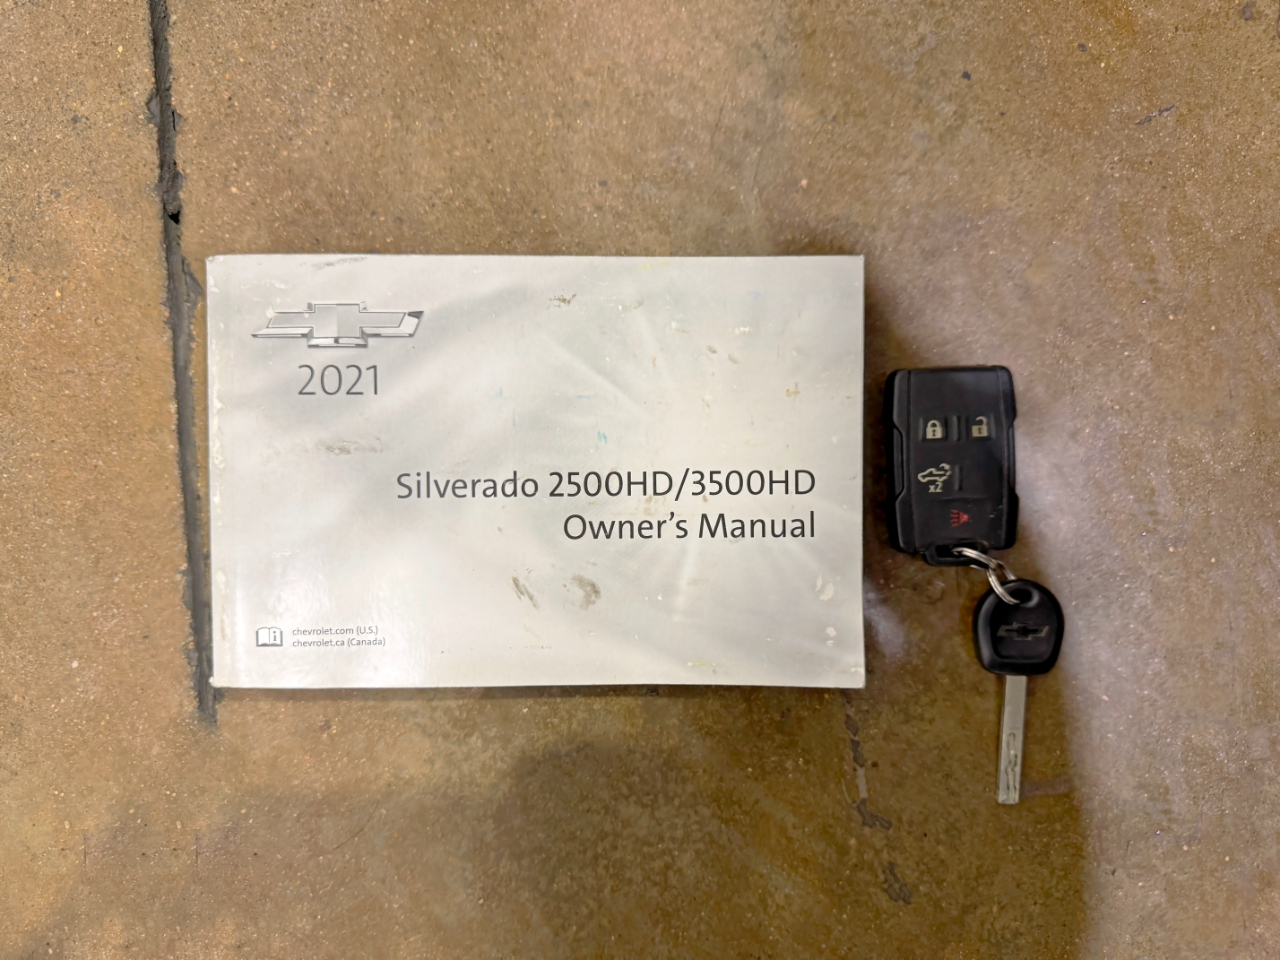 2021
Silverado 2500HD/3500HD
Owner's Manual
chevrolet.com (U.S.)
chevrolet.ca (Canada)
x2